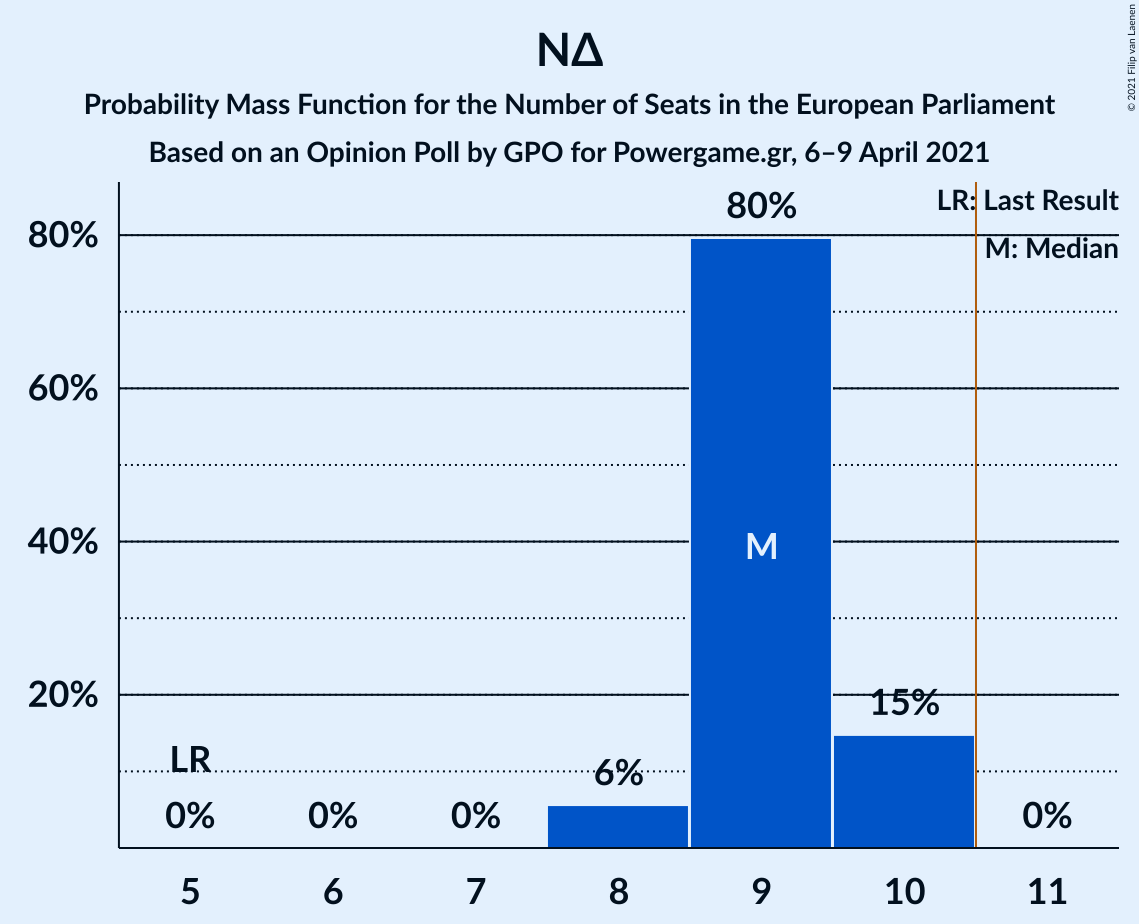 © 2021 Filip van Laenen
ΝΔ
Probability Mass Function for the Number of Seats in the European Parliament
Based on an Opinion Poll by GPO for Powergame.gr, 6–9 April 2021
LR: Last Result
M: Median
80%
60%
40%
20%
LR
0%
0%
0%
6%
80%
M
15%
0%
5 6 7 8 9 10 11